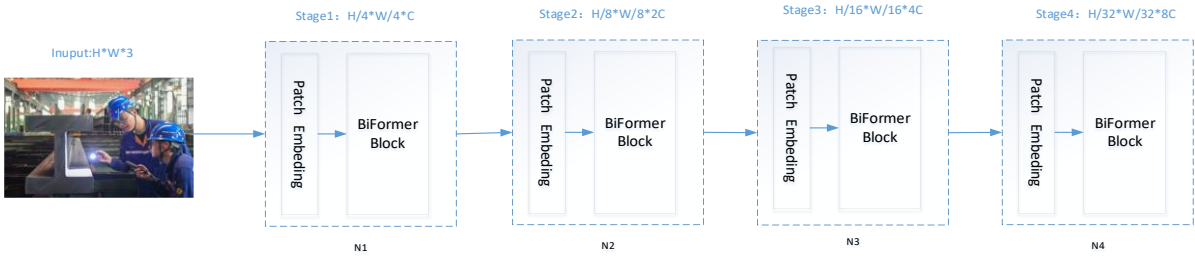 Inuput:H*W*3
Stage1: H/4*W/4*C
Patch Embeding
BiFormer
Block
N1
Stage2: H/8*W/8*2C
Patch Embeding
BiFormer
Block
N2
Stage3: H/16*W/16*4C
Patch Embeding
BiFormer
Block
N3
Stage4: H/32*W/32*8C
Patch Embeding
BiFormer
Block
N4